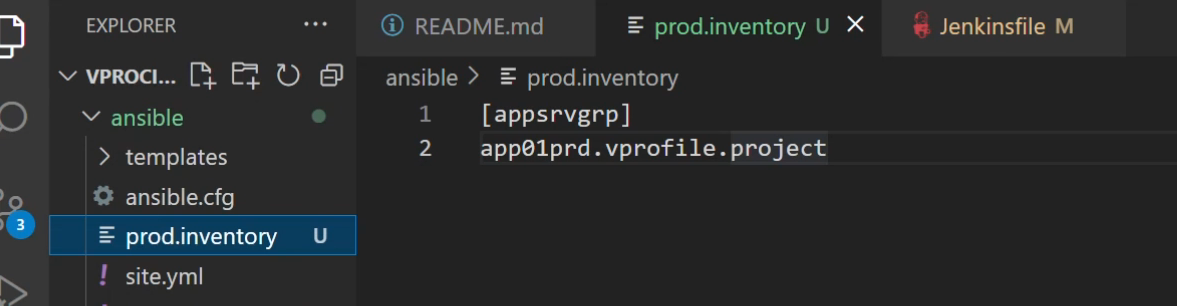 EXPLORER ...
README.md
prod.inventory U
Jenkinsfile M
VPROCI...
ansible > prod.inventory
ansible
templates
ansible.cfg
prod.inventory U
site.yml
3
1 [appsrvgrp]
2 app01prd.vprofile.project